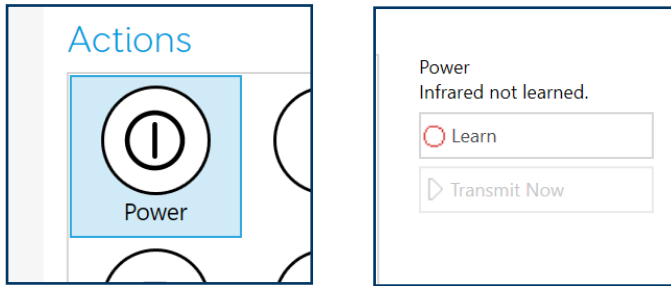 Actions
Power
Power
Infrared not learned.
Learn
Transmit Now